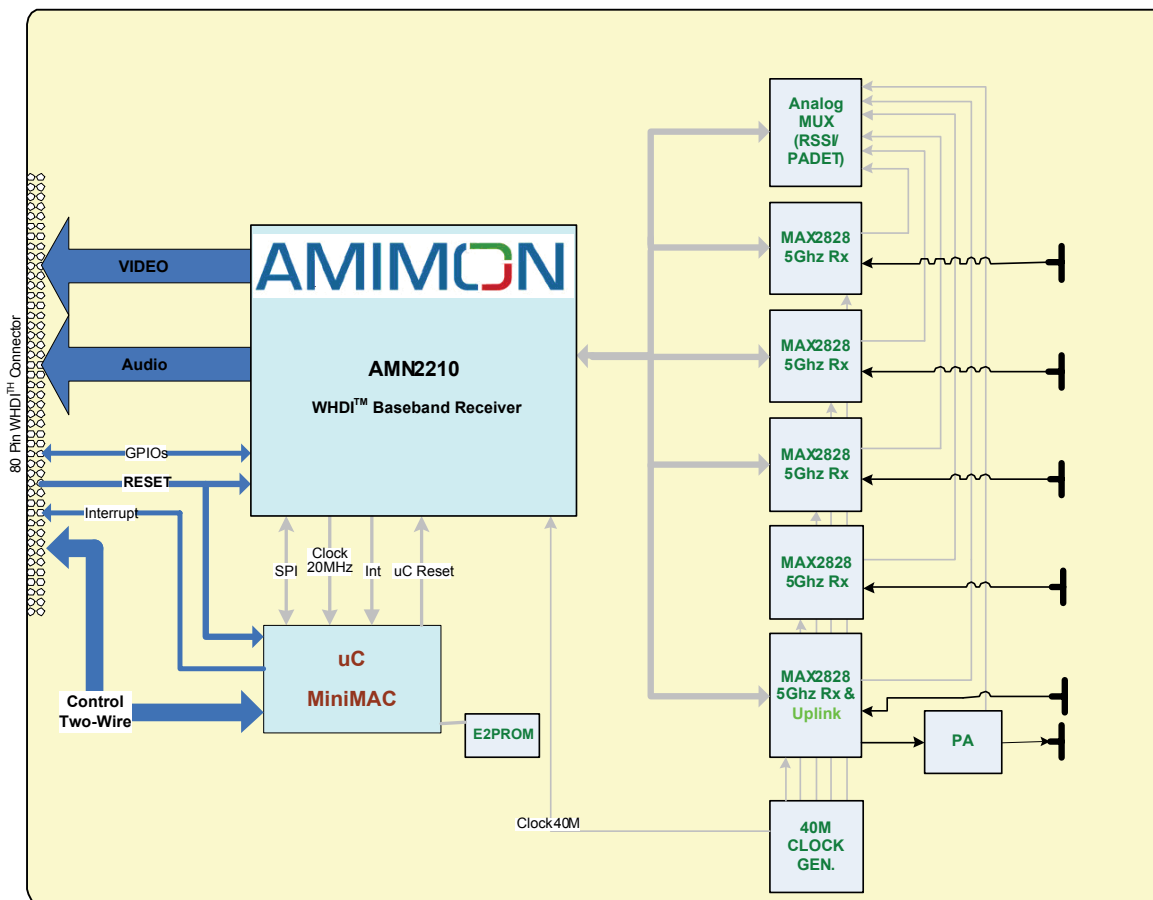 80 Pin WHDI™ Connector
VIDEO
Audio
GPIOs
RESET
Interrupt
Control
Two-Wire
AMIMON
AMN2210
WHDI™ Baseband Receiver
SPI
Clock
20MHz
Int
uC Reset
uC
MiniMAC
E2PROM
Clock40M
Analog
MUX
(RSSI/
PADET)
MAX2828
5Ghz Rx
MAX2828
5Ghz Rx
MAX2828
5Ghz Rx
MAX2828
5Ghz Rx
MAX2828
5Ghz Rx &
Uplink
PA
40M
CLOCK
GEN.